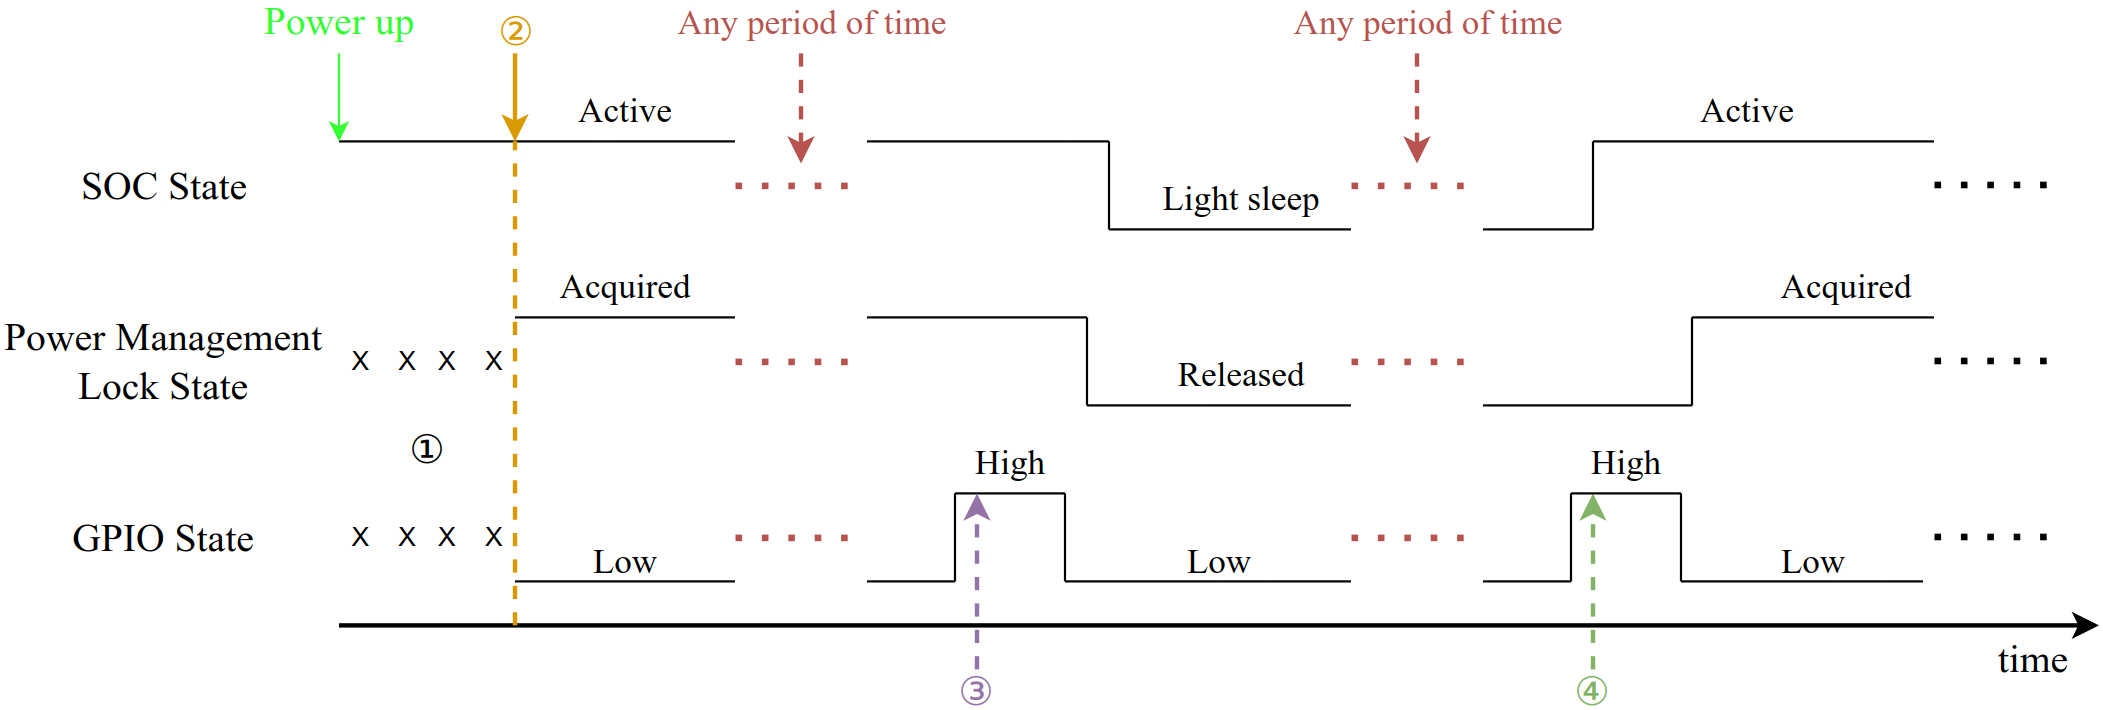 Power up
②
Any period of time
Any period of time
Active
Active
SOC State
Light sleep
Acquired
Acquired
Power Management
Lock State
x x x x
Released
①
High
High
GPIO State
x x x x
Low
Low
Low
time
③
④